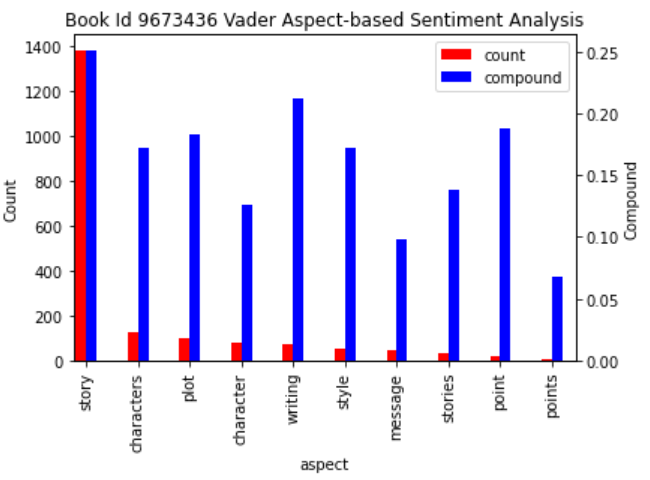 Book Id 9673436 Vader Aspect-based Sentiment Analysis
count
compound
1400
1200
1000
800
600
400
200
0
Count
0.25
0.20
0.15
0.10
0.05
0.00
Compound
story
characters
plot
character
writing
style
message
stories
point
points
aspect